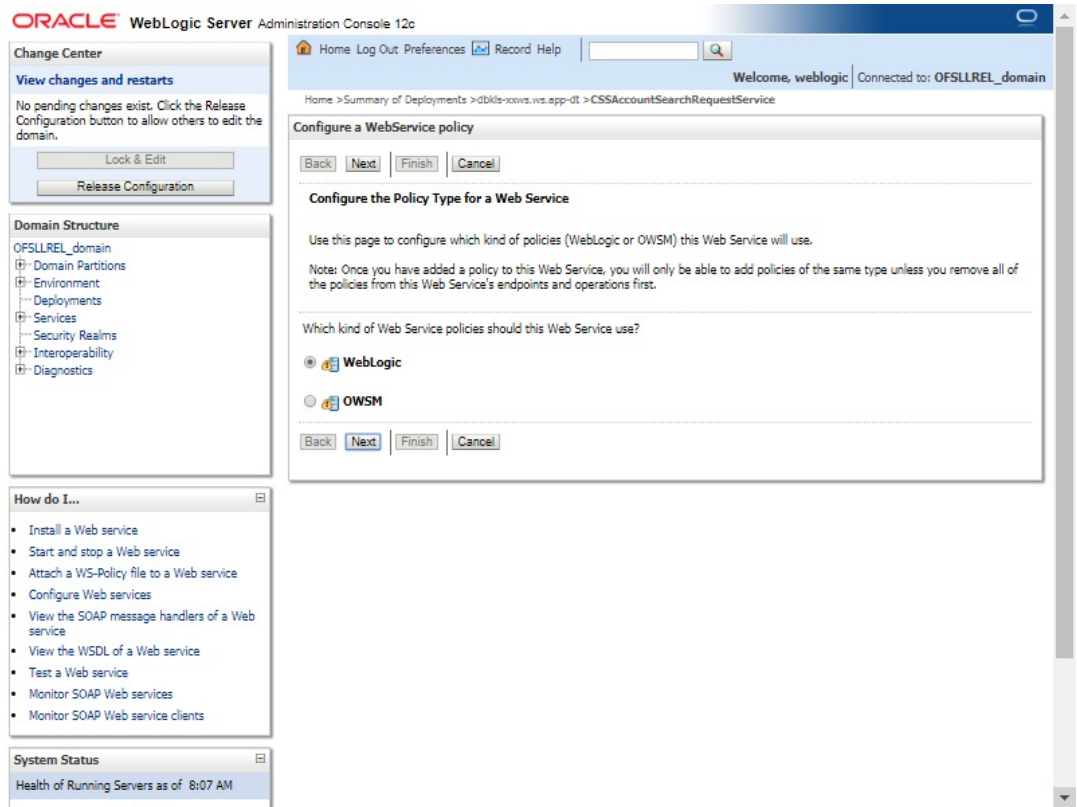 ORACLE WebLogic Server Administration Console 12c
Change Center
View changes and restarts
No pending changes exist. Click the Release
Configuration button to allow others to edit the
domain.
Lock & Edit
Release Configuration
Domain Structure
OFSLLREL_domain
Domain Partitions
Environment
Deployments
Services
Security Realms
Interoperability
Diagnostics
How do I...
Install a Web service
Start and stop a Web service
Attach a WS-Policy file to a Web service
Configure Web services
View the SOAP message handlers of a Web
service
View the WSDL of a Web service
Test a Web service
Monitor SOAP Web services
Monitor SOAP Web service clients
System Status
Health of Running Servers as of 8:07 AM
Home Log Out Preferences Record Help
Welcome, weblogic Connected to: OFSLLREL_domain
Home >Summary of Deployments >dbkls-xxws.ws.app-dt >CSSAccountSearchRequestService
Configure a WebService policy
Back Next Finish Cancel
Configure the Policy Type for a Web Service
Use this page to configure which kind of policies (WebLogic or OWSM) this Web Service will use.
Note: Once you have added a policy to this Web Service, you will only be able to add policies of the same type unless you remove all of
the policies from this Web Service's endpoints and operations first.
Which kind of Web Service policies should this Web Service use?
WebLogic
OWSM
Back Next Finish Cancel